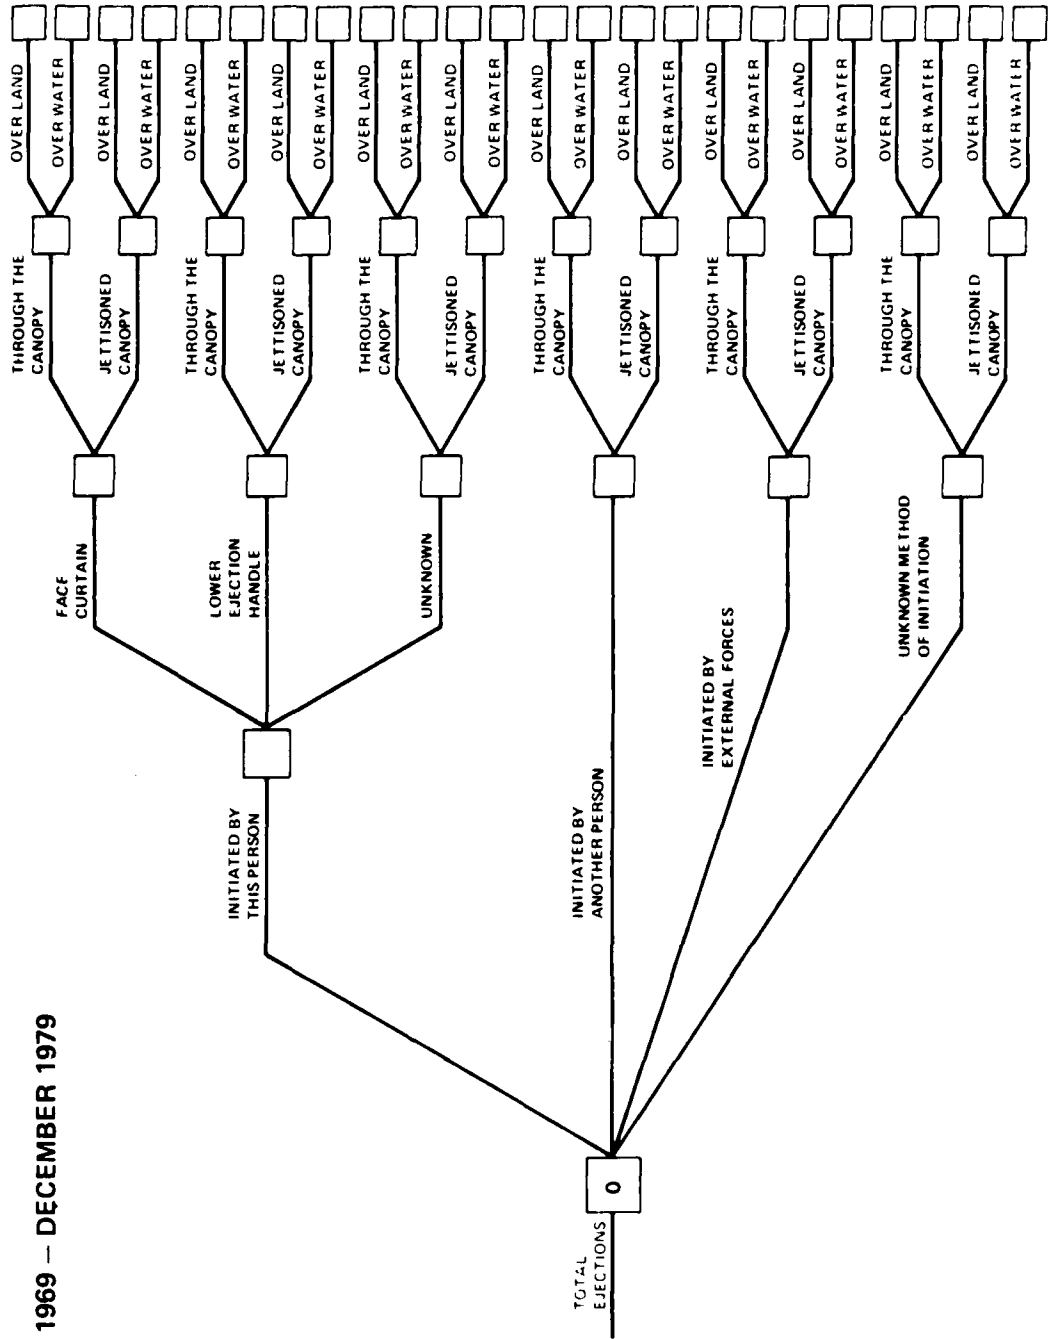 1969 — DECEMBER 1979
TOTAL
EJECTIONS
0
INITIATED BY
THIS PERSON
INITIATED BY
ANOTHER PERSON
INITIATED BY
EXTERNAL FORCES
UNKNOWN METHOD
OF INITIATION
FACE
CURTAIN
LOWER
EJECTION
HANDLE
UNKNOWN
THROUGH THE
CANOPY
JETTISONED
CANOPY
THROUGH THE
CANOPY
JETTISONED
CANOPY
THROUGH THE
CANOPY
JETTISONED
CANOPY
THROUGH THE
CANOPY
JETTISONED
CANOPY
THROUGH THE
CANOPY
JETTISONED
CANOPY
THROUGH THE
CANOPY
JETTISONED
CANOPY
OVER LAND
OVER WATER
OVER LAND
OVER WATER
OVER LAND
OVER WATER
OVER LAND
OVER WATER
OVER LAND
OVER WATER
OVER LAND
OVER WATER
OVER LAND
OVER WATER
OVER LAND
OVER WATER
OVER LAND
OVER WATER
OVER LAND
OVER WATER
OVER LAND
OVER WATER
OVER LAND
OVER WATER